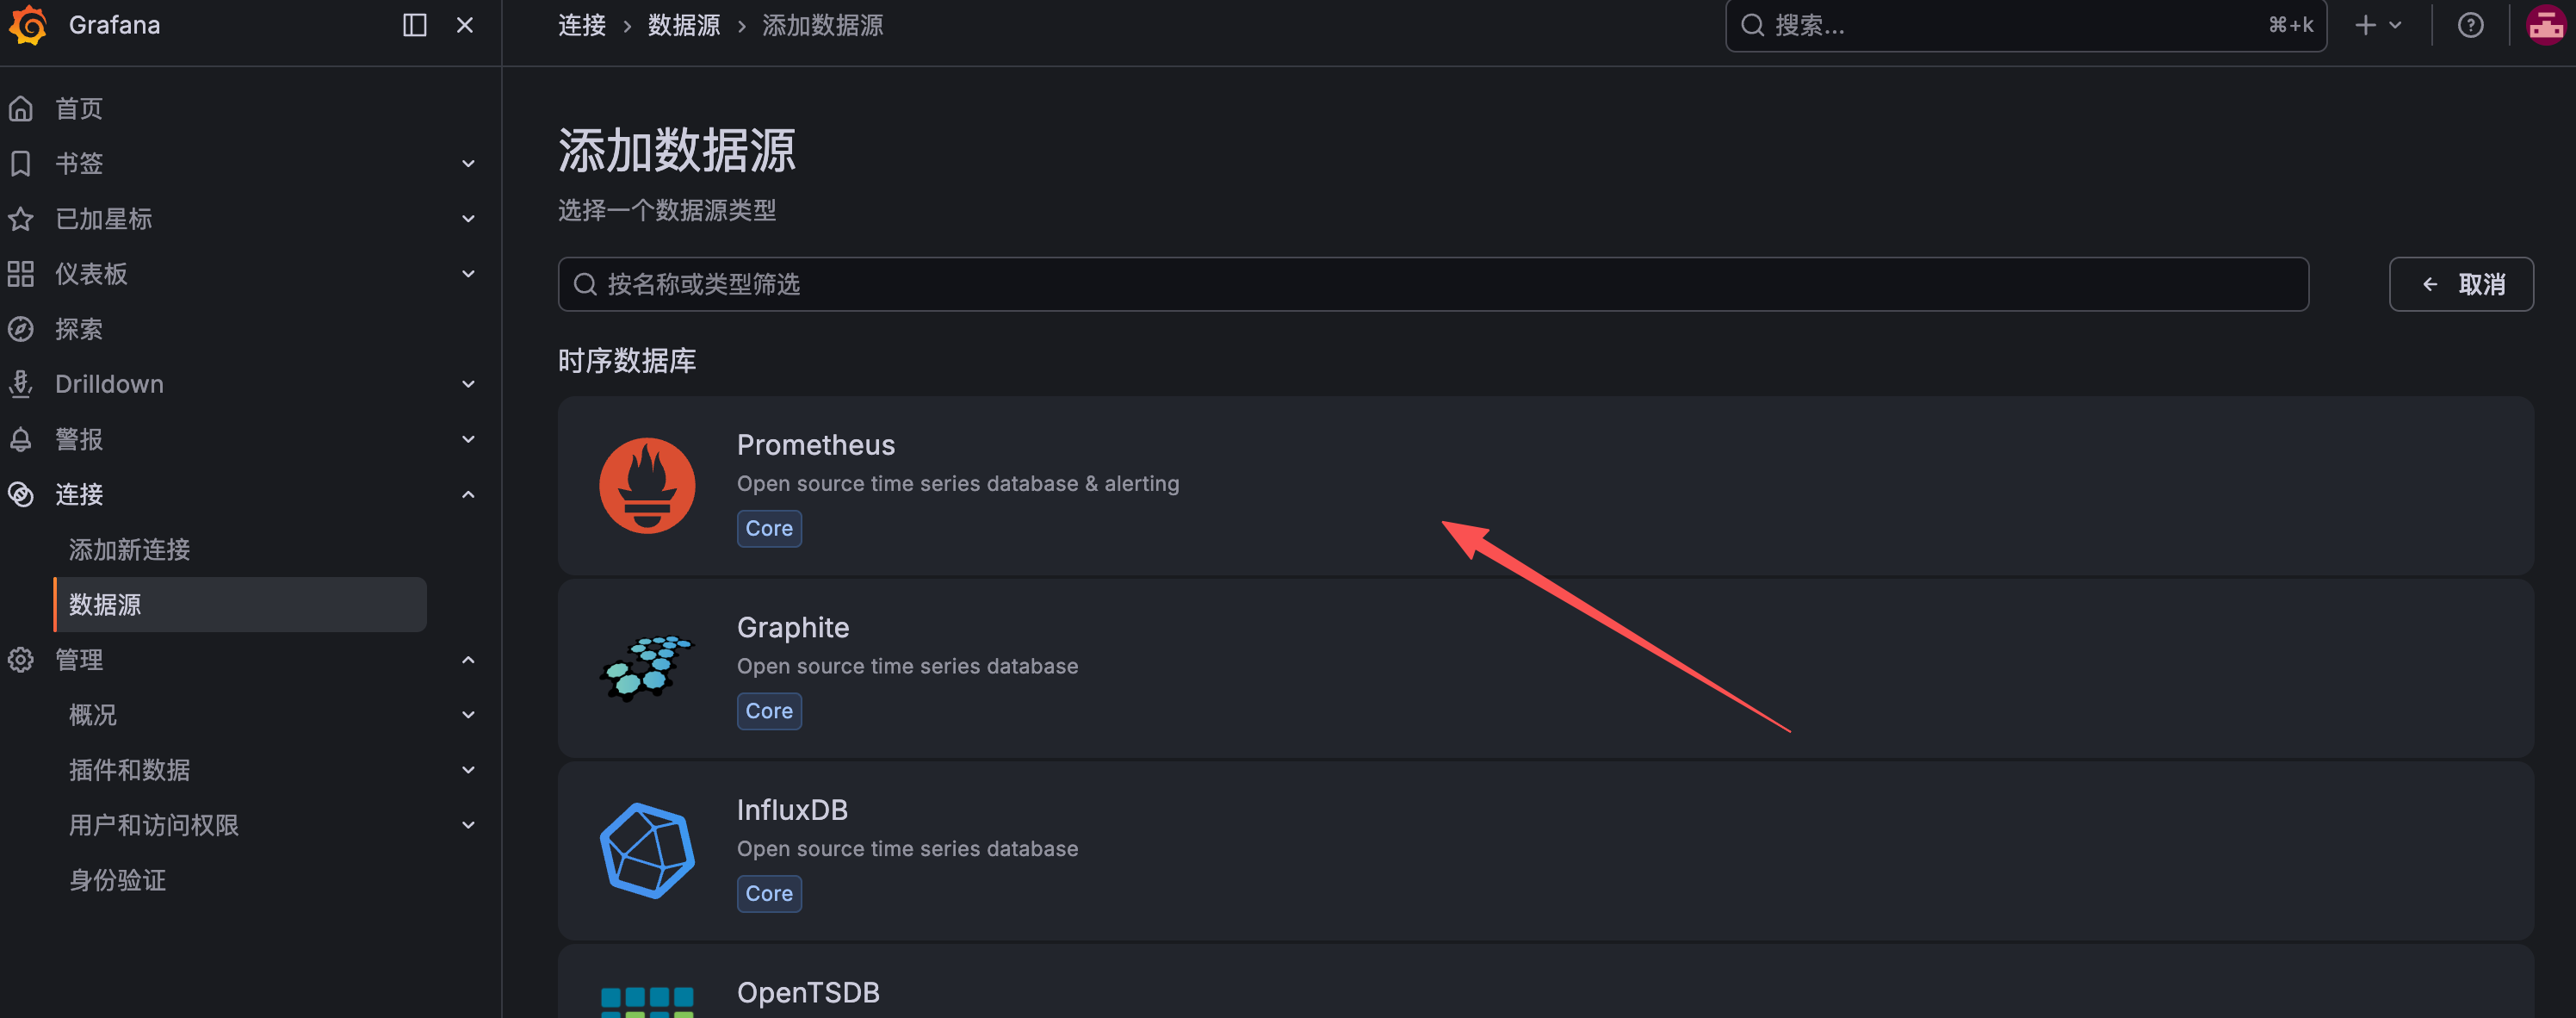 Grafana
连接 › 数据源 › 添加数据源
搜索...
⌘+k
首页
书签
已加星标
仪表板
探索
Drilldown
警报
连接
添加新连接
数据源
管理
概况
插件和数据
用户和访问权限
身份验证
添加数据源
选择一个数据源类型
按名称或类型筛选
取消
时序数据库
Prometheus
Open source time series database & alerting
Core
Graphite
Open source time series database
Core
InfluxDB
Open source time series database
Core
OpenTSDB